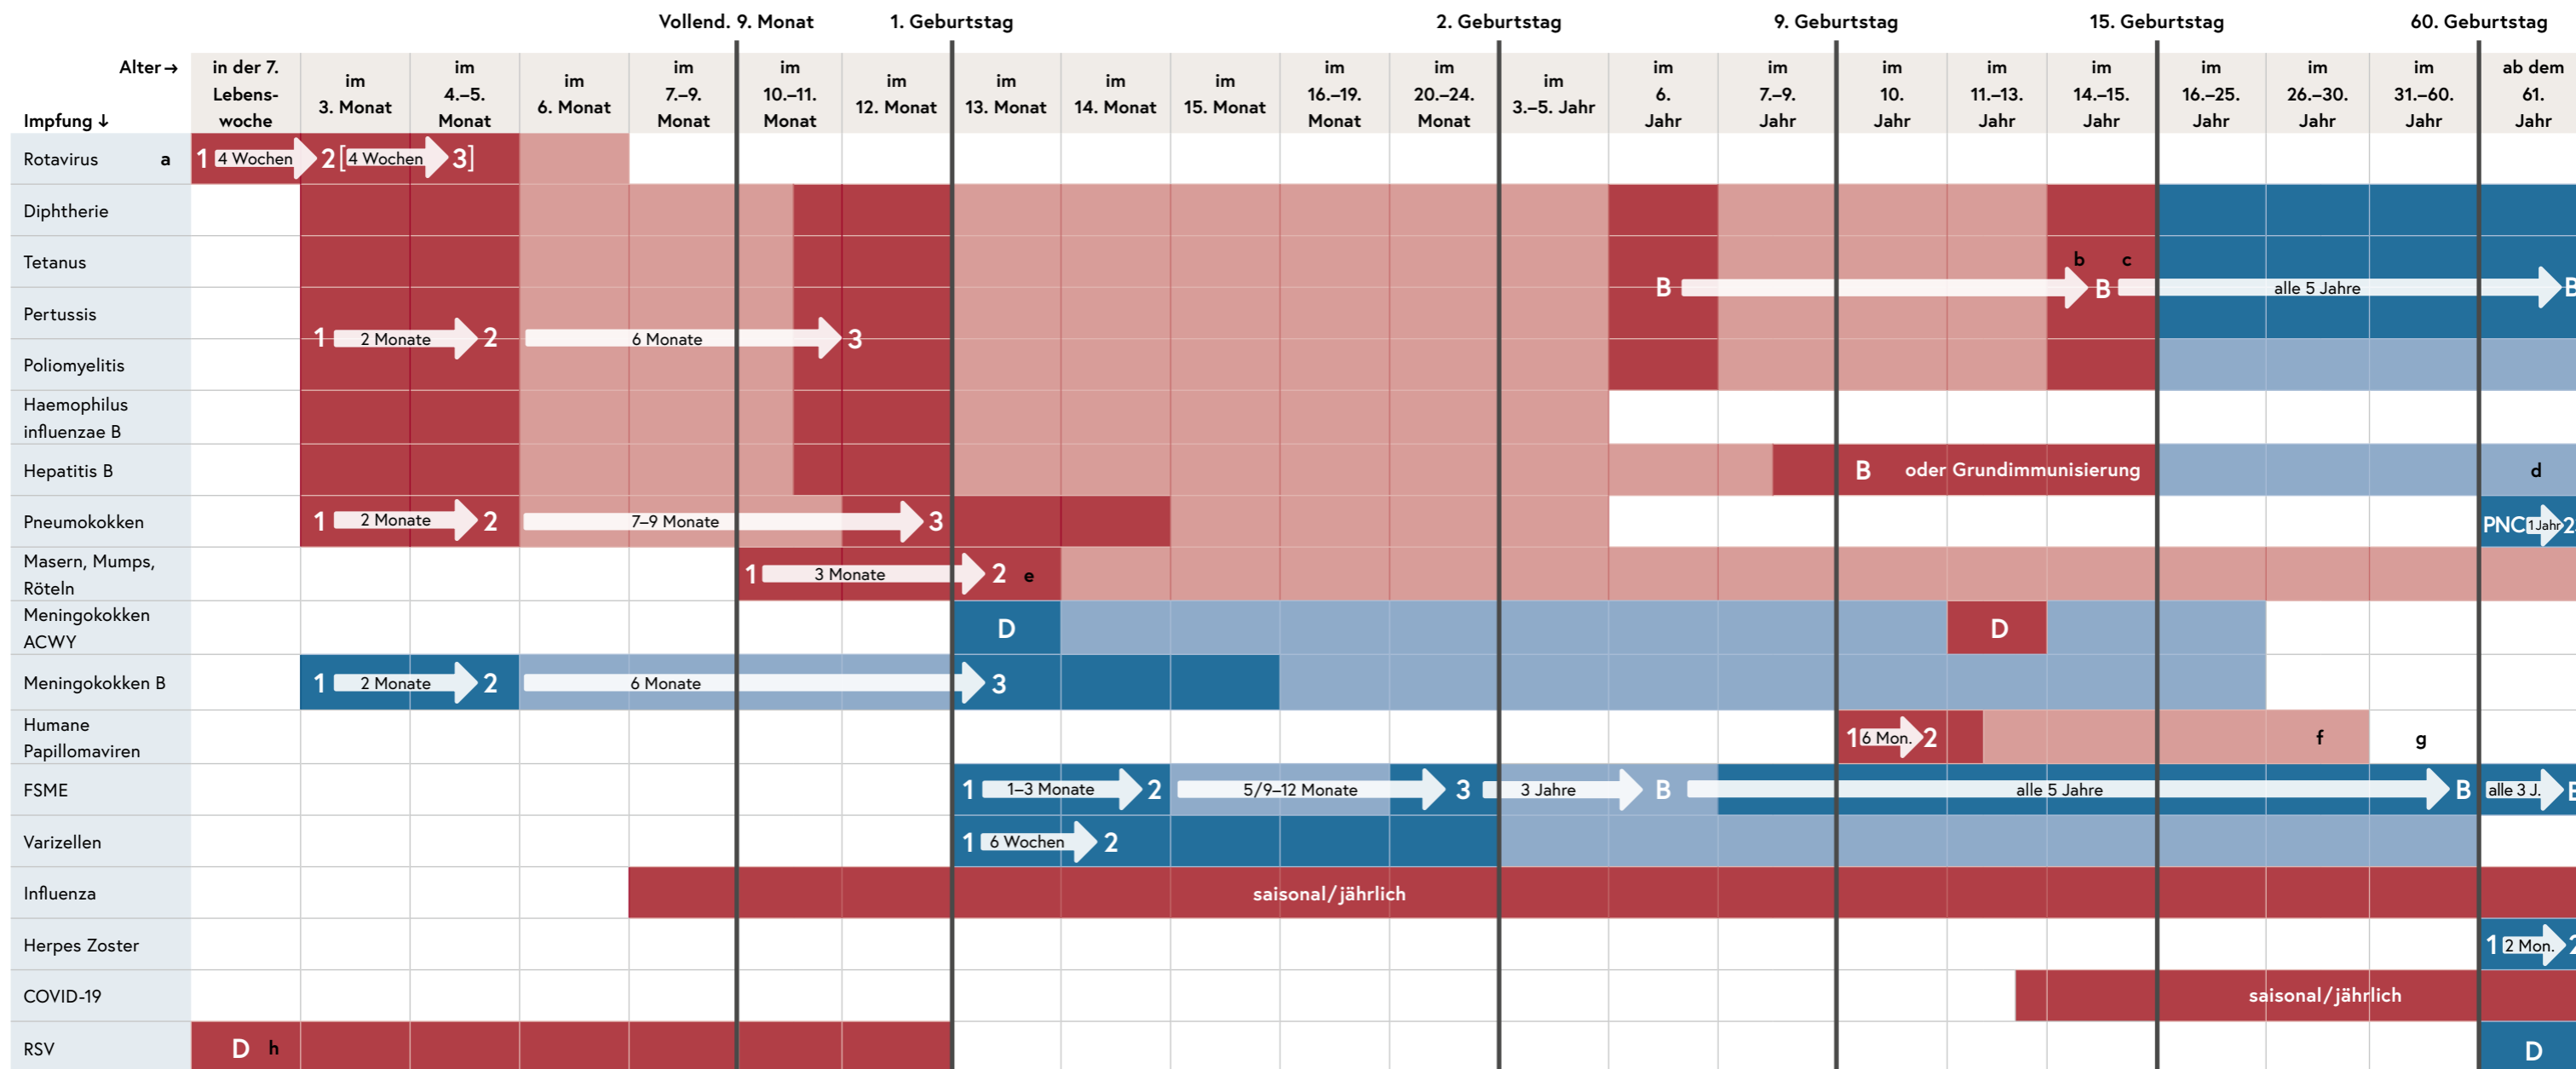 Vollend. 9. Monat 1. Geburtstag 2. Geburtstag 9. Geburtstag 15. Geburtstag 60. Geburtstag
Alter→
Impfung ↓
in der 7.
Lebens-
woche
im
3. Monat
im
4.–5.
Monat
im
6. Monat
im
7.–9.
Monat
im
10.–11.
Monat
im
12. Monat
im
13. Monat
im
14. Monat
im
15. Monat
im
16.–19.
Monat
im
20.–24.
Monat
im
3.–5. Jahr
im
6.
Jahr
im
7.–9.
Jahr
im
10.
Jahr
im
11.–13.
Jahr
im
14.–15.
Jahr
im
16.–25.
Jahr
im
26.–30.
Jahr
im
31.–60.
Jahr
ab dem
61.
Jahr
Rotavirus a 1 4 Wochen 2 [4 Wochen 3]
Diphtherie
Tetanus b c
B B alle 5 Jahre B
Pertussis
1 2 Monate 2 6 Monate 3
Poliomyelitis
Haemophilus
influenzae B
Hepatitis B B oder Grundimmunisierung d
Pneumokokken 1 2 Monate 2 7–9 Monate 3 PNC 1 Jahr 2
Masern, Mumps,
Röteln
1 3 Monate 2 e
Meningokokken
ACWY
D D
Meningokokken B 1 2 Monate 2 6 Monate 3
Humane
Papillomaviren
1 6 Mon. 2 f g
FSME 1 1–3 Monate 2 5/9–12 Monate 3 3 Jahre B alle 5 Jahre B alle 3 J. B
Varizellen 1 6 Wochen 2
Influenza saisonal/jährlich
Herpes Zoster 1 2 Mon. 2
COVID-19 saisonal/jährlich
RSV D h D